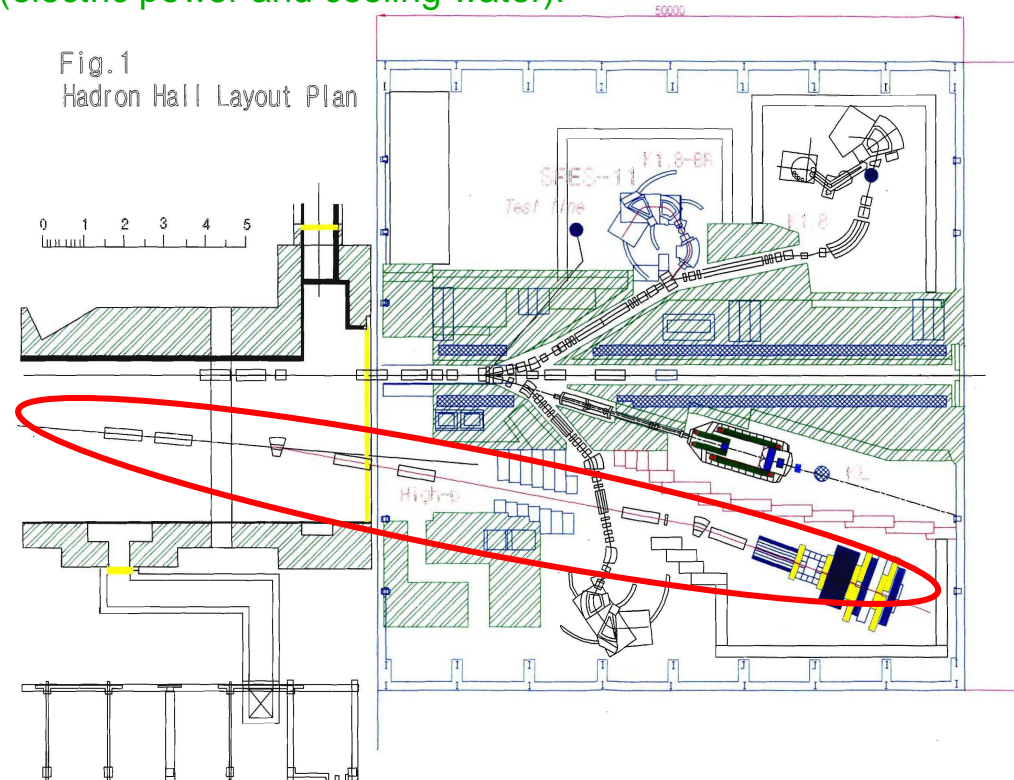 (electric power and cooling water).
50000
Fig.1
Hadron Hall Layout Plan
K1.8-BR
Test line
K1.8
0 1 2 3 4 5
KL
High-p